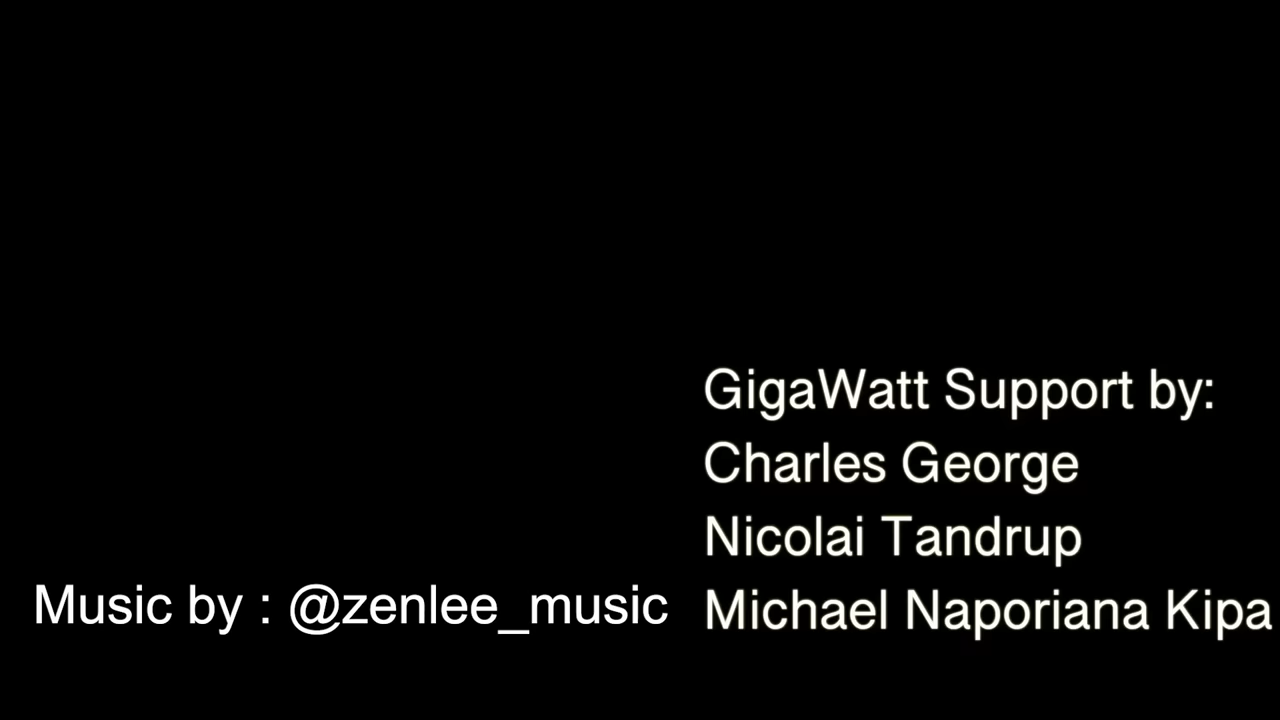 GigaWatt Support by:
Charles George
Nicolai Tandrup
Michael Naporiana Kipa
Music by : @zenlee_music